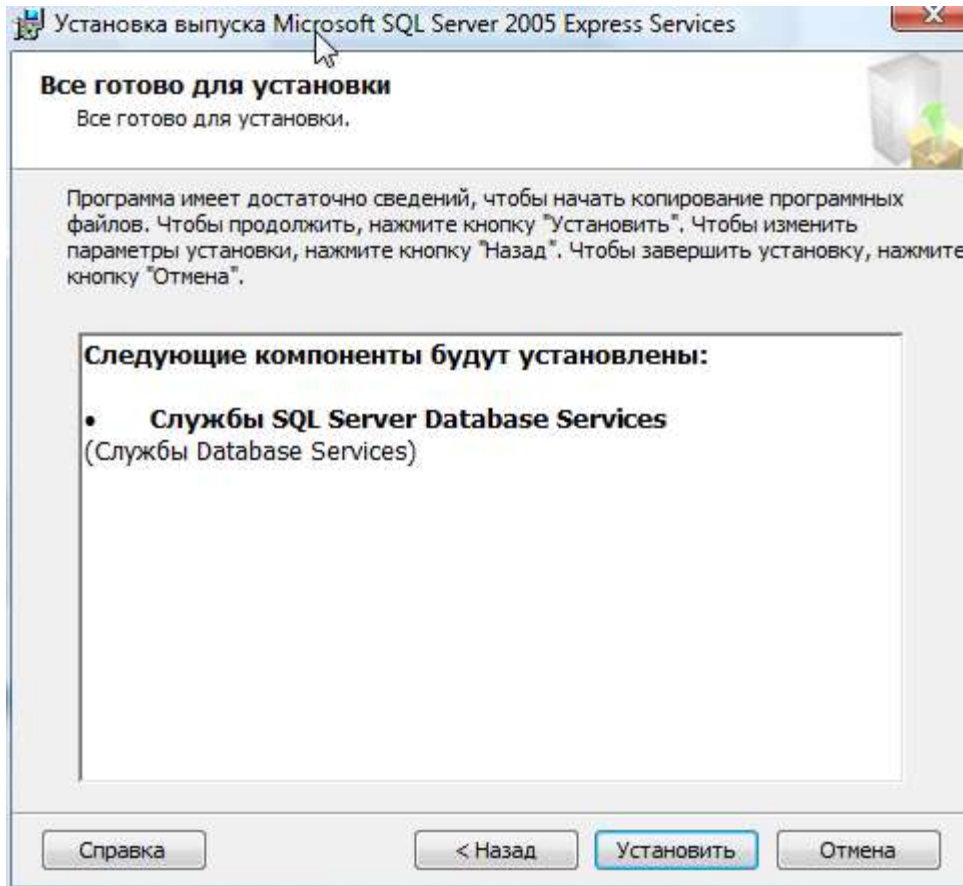 Установка выпуска Microsoft SQL Server 2005 Express Services
Все готово для установки
Все готово для установки.
Программа имеет достаточно сведений, чтобы начать копирование программных
файлов. Чтобы продолжить, нажмите кнопку "Установить". Чтобы изменить
параметры установки, нажмите кнопку "Назад". Чтобы завершить установку, нажмите
кнопку "Отмена".
Следующие компоненты будут установлены:
• Службы SQL Server Database Services
(Службы Database Services)
Справка
< Назад
Установить
Отмена